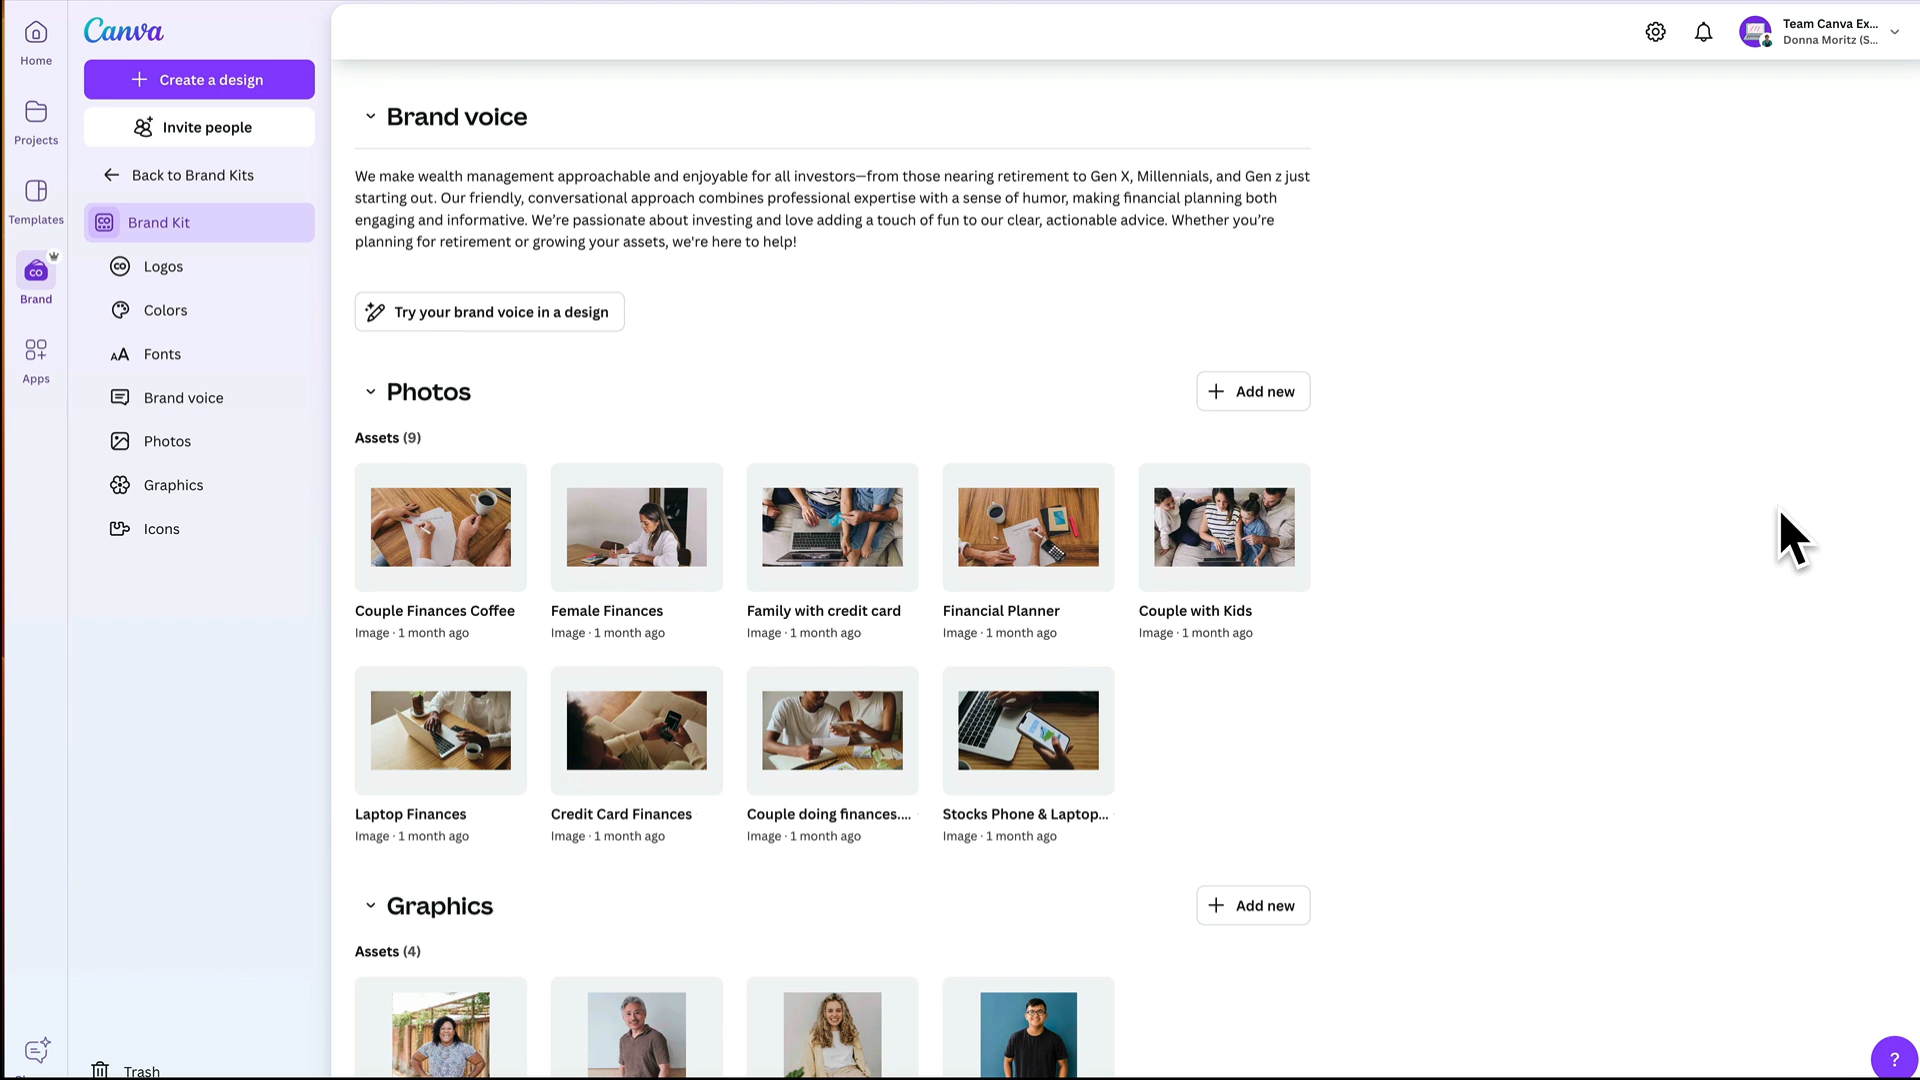 Canva
Home
Projects
Templates
Brand
Apps
Create a design
Invite people
Back to Brand Kits
Brand Kit
Logos
Colors
Fonts
Brand voice
Photos
Graphics
Icons
Trash
Team Canva Ex...
Donna Moritz (S...
Brand voice
We make wealth management approachable and enjoyable for all investors—from those nearing retirement to Gen X, Millennials, and Gen z just
starting out. Our friendly, conversational approach combines professional expertise with a sense of humor, making financial planning both
engaging and informative. We’re passionate about investing and love adding a touch of fun to our clear, actionable advice. Whether you’re
planning for retirement or growing your assets, we're here to help!
Try your brand voice in a design
Photos
Add new
Assets (9)
Couple Finances Coffee
Image · 1 month ago
Female Finances
Image · 1 month ago
Family with credit card
Image · 1 month ago
Financial Planner
Image · 1 month ago
Couple with Kids
Image · 1 month ago
Laptop Finances
Image · 1 month ago
Credit Card Finances
Image · 1 month ago
Couple doing finances....
Image · 1 month ago
Stocks Phone & Laptop...
Image · 1 month ago
Graphics
Add new
Assets (4)
?